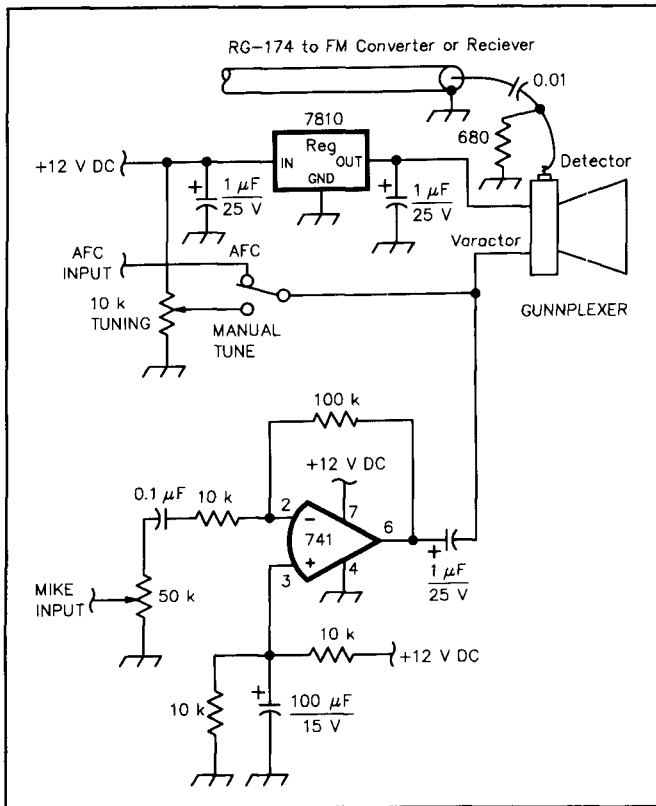 RG-174 to FM Converter or Reciever
0.01
7810
680
+12 V DC
IN
Reg
OUT
GND
Detector
+
1 μF
25 V
+
1 μF
25 V
Varactor
AFC
INPUT
AFC
10 k
TUNING
MANUAL
TUNE
GUNNPLEXER
100 k
+12 V DC
0.1 μF
10 k
2
−
7
741
6
+
3
4
+
1 μF
25 V
MIKE
INPUT
50 k
10 k
+12 V DC
10 k
+
100 μF
15 V